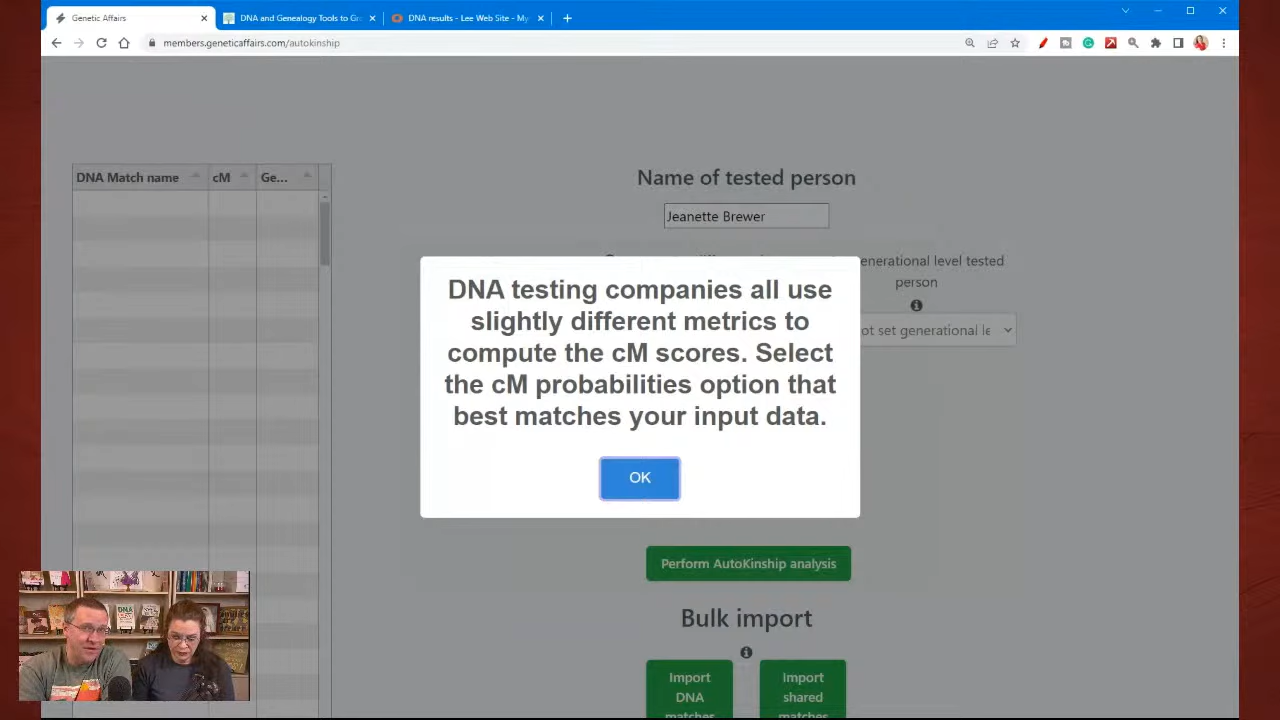 Genetic Affairs
DNA and Genealogy Tools to Gr
DNA results - Lee Web Site - My
members.geneticaffairs.com/autokinship
DNA Match name
cM
Ge...
Name of tested person
Jeanette Brewer
enerational level tested
person
ot set generational le
DNA testing companies all use
slightly different metrics to
compute the cM scores. Select
the cM probabilities option that
best matches your input data.
OK
Perform AutoKinship analysis
Bulk import
Import
DNA
matches
Import
shared
matches
DNA